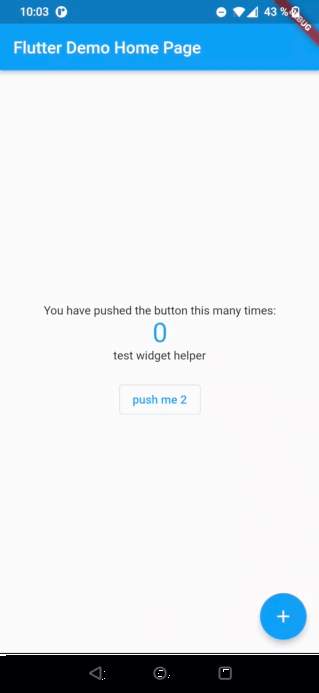 10:03
43 %
DEBUG
Flutter Demo Home Page
You have pushed the button this many times:
0
test widget helper
push me 2
+